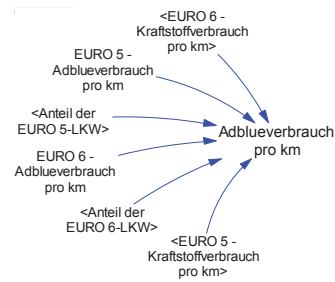 <EURO 6 -
Kraftstoffverbrauch
pro km>
EURO 5 -
Adblueverbrauch
pro km
<Anteil der
EURO 5-LKW>
Adblueverbrauch
pro km
EURO 6 -
Adblueverbrauch
pro km
<Anteil der
EURO 6-LKW>
<EURO 5 -
Kraftstoffverbrauch
pro km>